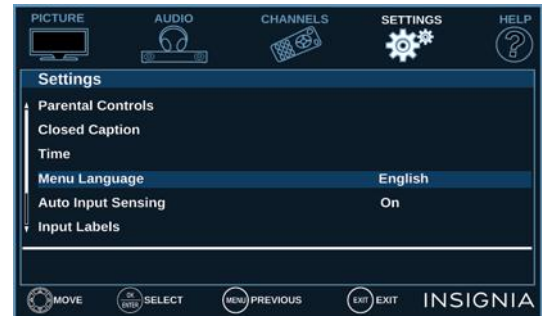 PICTURE AUDIO CHANNELS SETTINGS HELP
Settings
Parental Controls
Closed Caption
Time
Menu Language English
Auto Input Sensing On
Input Labels
MOVE OK ENTER SELECT MENU PREVIOUS EXIT EXIT INSIGNIA